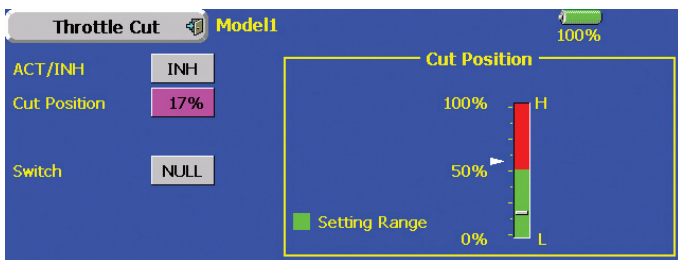 Throttle Cut Model1 100%
ACT/INH INH
Cut Position 17%
Switch NULL
Cut Position
100% H
50%
Setting Range
0% L